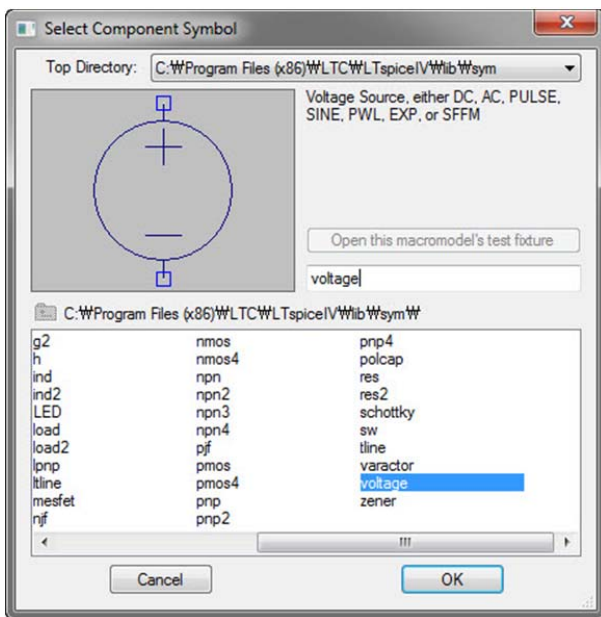 Select Component Symbol
Top Directory: C:₩Program Files (x86)₩LTC₩LTspiceIV₩lib₩sym
Voltage Source, either DC, AC, PULSE,
SINE, PWL, EXP, or SFFM
Open this macromodel's test fixture
voltage
C:₩Program Files (x86)₩LTC₩LTspiceIV₩lib₩sym₩
g2 nmos pnp4
h nmos4 polcap
ind npn res
ind2 npn2 res2
LED npn3 schottky
load npn4 sw
load2 pjf tline
lpnp pmos varactor
ltline pmos4 voltage
mesfet pnp zener
njf pnp2
Cancel OK